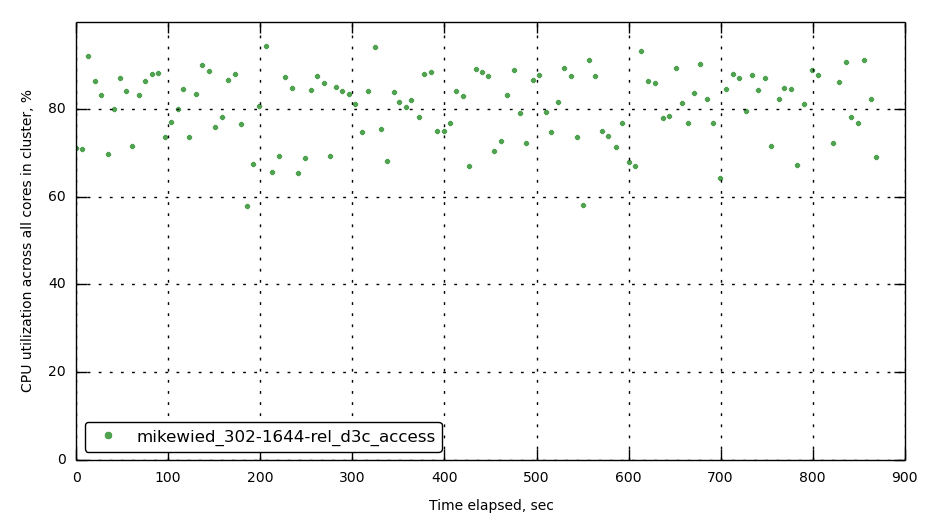 CPU utilization across all cores in cluster, %
80
60
40
20
0
mikewied_302-1644-rel_d3c_access
0 100 200 300 400 500 600 700 800 900
Time elapsed, sec